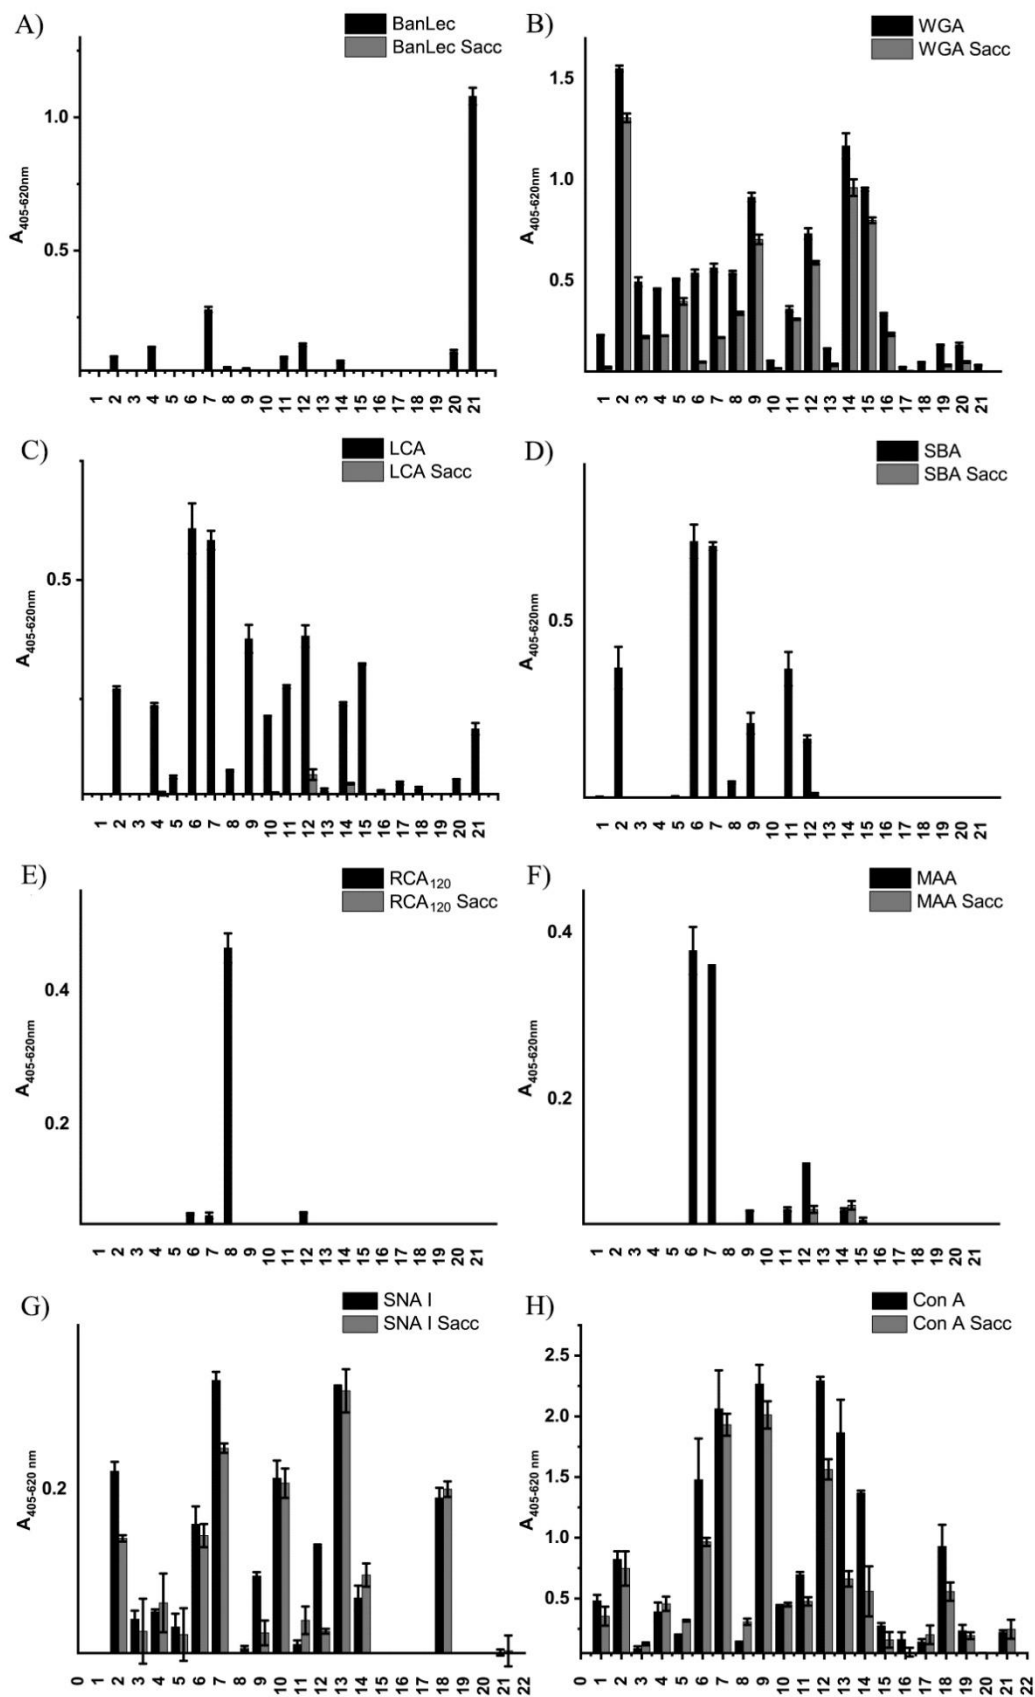 A)
BanLec
BanLec Sacc
1.0
0.5
A405-620nm
1 2 3 4 5 6 7 8 9 10 11 12 13 14 15 16 17 18 19 20 21
B)
WGA
WGA Sacc
1.5
1.0
0.5
A405-620nm
1 2 3 4 5 6 7 8 9 10 11 12 13 14 15 16 17 18 19 20 21
C)
LCA
LCA Sacc
0.5
A405-620nm
1 2 3 4 5 6 7 8 9 10 11 12 13 14 15 16 17 18 19 20 21
D)
SBA
SBA Sacc
0.5
A405-620nm
1 2 3 4 5 6 7 8 9 10 11 12 13 14 15 16 17 18 19 20 21
E)
RCA120
RCA120 Sacc
0.4
0.2
A405-620nm
1 2 3 4 5 6 7 8 9 10 11 12 13 14 15 16 17 18 19 20 21
F)
MAA
MAA Sacc
0.4
0.2
A405-620nm
1 2 3 4 5 6 7 8 9 10 11 12 13 14 15 16 17 18 19 20 21
G)
SNA I
SNA I Sacc
0.2
A405-620 nm
0 1 2 3 4 5 6 7 8 9 10 11 12 13 14 15 16 17 18 19 20 21 22
H)
Con A
Con A Sacc
2.5
2.0
1.5
1.0
0.5
A405-620 nm
0 1 2 3 4 5 6 7 8 9 10 11 12 13 14 15 16 17 18 19 20 21 22